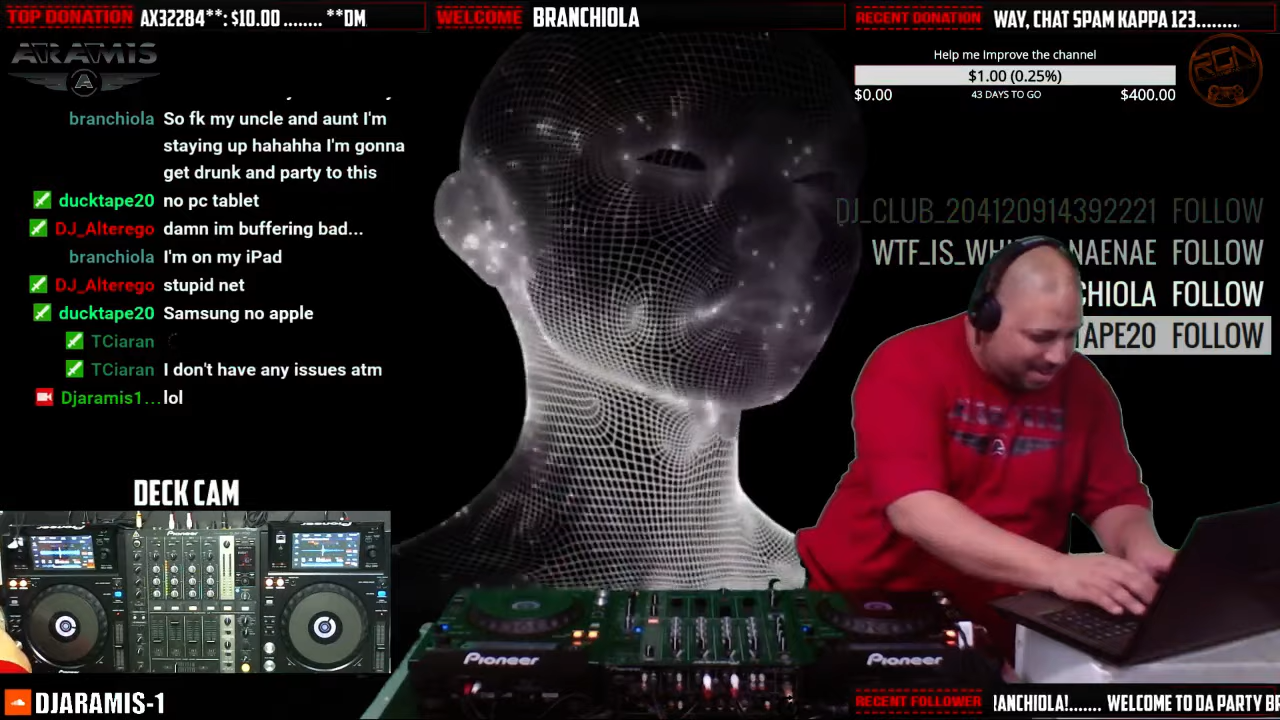 TOP DONATION AX32284**: $10.00 ........ **DM
WELCOME BRANCHIOLA
RECENT DONATION WAY, CHAT SPAM KAPPA 123.........
ARAMIS
A
Help me Improve the channel
$1.00 (0.25%)
$0.00 43 DAYS TO GO $400.00
RGN
branchiola So fk my uncle and aunt I'm
staying up hahahha I'm gonna
get drunk and party to this
ducktape20 no pc tablet
DJ_Alterego damn im buffering bad...
branchiola I'm on my iPad
DJ_Alterego stupid net
ducktape20 Samsung no apple
TCiaran
TCiaran I don't have any issues atm
Djaramis1... lol
DJ_CLUB_204120914392221 FOLLOW
WTF_IS_WH NAENAE FOLLOW
CHIOLA FOLLOW
TAPE20 FOLLOW
DECK CAM
Pioneer
Pioneer
DJARAMIS-1
RECENT FOLLOWER ANCHIOLA!....... WELCOME TO DA PARTY BR